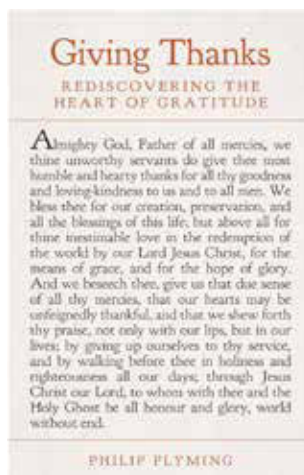 Giving Thanks
REDISCOVERING THE
HEART OF GRATITUDE
Almighty God, Father of all mercies, we
thine unworthy servants do give thee most
humble and hearty thanks for all thy goodness
and loving-kindness to us and to all men. We
bless thee for our creation, preservation, and
all the blessings of this life, but above all for
thine inestimable love in the redemption of
the world by our Lord Jesus Christ, for the
means of grace, and for the hope of glory.
And we beseech thee, give us that due sense
of all thy mercies, that our hearts may be
unfeignedly thankful, and that we shew forth
thy praise, not only with our lips, but in our
lives; by giving up ourselves to thy service,
and by walking before thee in holiness and
righteousness all our days; through Jesus
Christ our Lord, to whom with thee and the
Holy Ghost be all honour and glory, world
without end.
PHILIP PLYMING